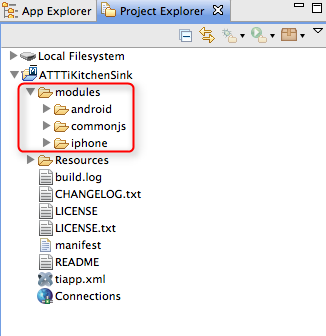 App Explorer Project Explorer
Local Filesystem
ATTTiKitchenSink
modules
android
commonjs
iphone
Resources
build.log
CHANGELOG.txt
LICENSE
LICENSE.txt
manifest
README
tiapp.xml
Connections